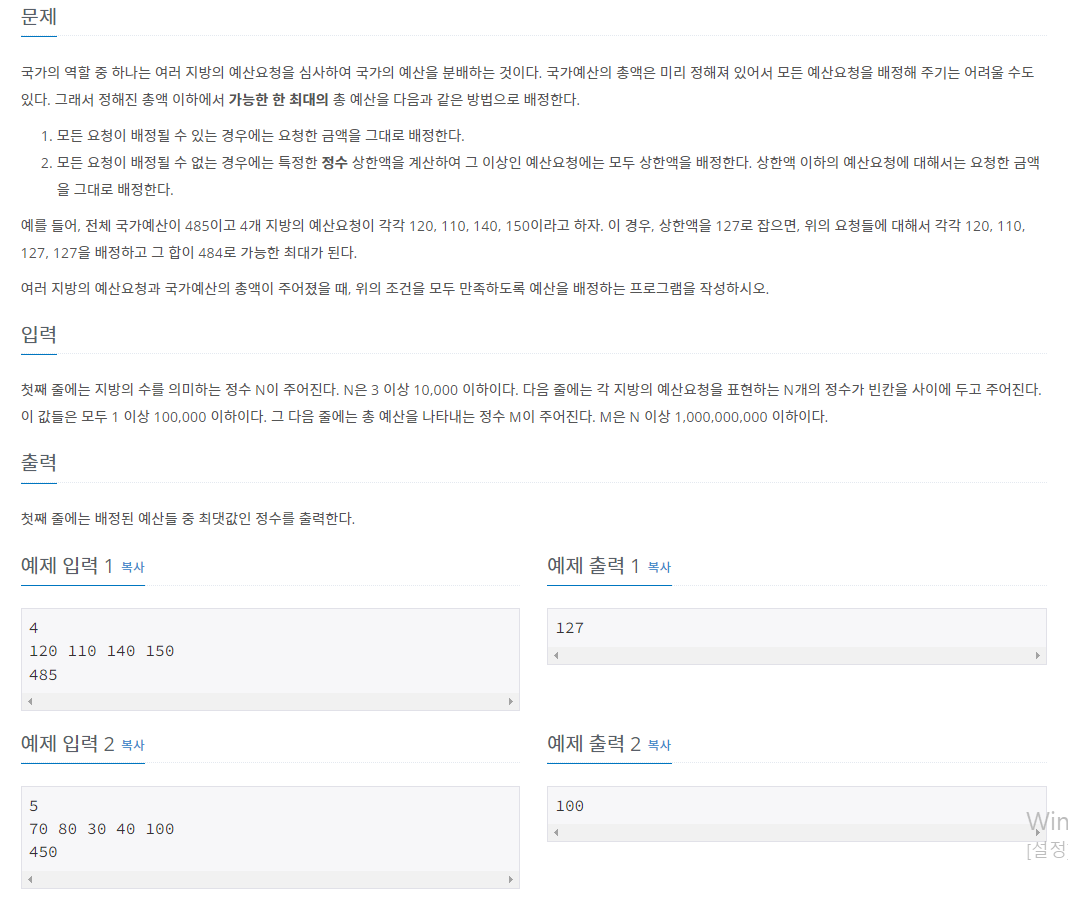 문제
국가의 역할 중 하나는 여러 지방의 예산요청을 심사하여 국가의 예산을 분배하는 것이다. 국가예산의 총액은 미리 정해져 있어서 모든 예산요청을 배정해 주기는 어려울 수도
있다. 그래서 정해진 총액 이하에서 가능한 한 최대의 총 예산을 다음과 같은 방법으로 배정한다.
1. 모든 요청이 배정될 수 있는 경우에는 요청한 금액을 그대로 배정한다.
2. 모든 요청이 배정될 수 없는 경우에는 특정한 정수 상한액을 계산하여 그 이상인 예산요청에는 모두 상한액을 배정한다. 상한액 이하의 예산요청에 대해서는 요청한 금액
을 그대로 배정한다.
예를 들어, 전체 국가예산이 485이고 4개 지방의 예산요청이 각각 120, 110, 140, 150이라고 하자. 이 경우, 상한액을 127로 잡으면, 위의 요청들에 대해서 각각 120, 110,
127, 127을 배정하고 그 합이 484로 가능한 최대가 된다.
여러 지방의 예산요청과 국가예산의 총액이 주어졌을 때, 위의 조건을 모두 만족하도록 예산을 배정하는 프로그램을 작성하시오.
입력
첫째 줄에는 지방의 수를 의미하는 정수 N이 주어진다. N은 3 이상 10,000 이하이다. 다음 줄에는 각 지방의 예산요청을 표현하는 N개의 정수가 빈칸을 사이에 두고 주어진다.
이 값들은 모두 1 이상 100,000 이하이다. 그 다음 줄에는 총 예산을 나타내는 정수 M이 주어진다. M은 N 이상 1,000,000,000 이하이다.
출력
첫째 줄에는 배정된 예산들 중 최댓값인 정수를 출력한다.
예제 입력 1 복사
4
120 110 140 150
485
예제 출력 1 복사
127
예제 입력 2 복사
5
70 80 30 40 100
450
예제 출력 2 복사
100
Win
[설정